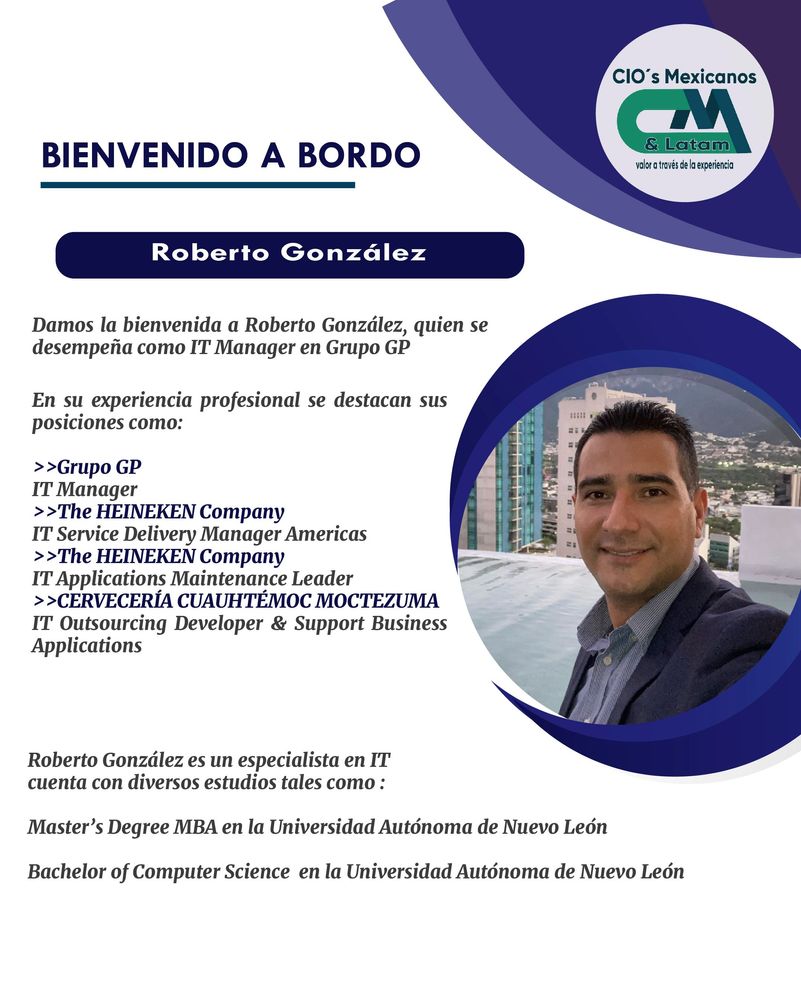 CIO´s Mexicanos
CM
& Latam
valor a través de la experiencia
BIENVENIDO A BORDO
Roberto González
Damos la bienvenida a Roberto González, quien se
desempeña como IT Manager en Grupo GP
En su experiencia profesional se destacan sus
posiciones como:
>>Grupo GP
IT Manager
>>The HEINEKEN Company
IT Service Delivery Manager Americas
>>The HEINEKEN Company
IT Applications Maintenance Leader
>>CERVECERÍA CUAUHTÉMOC MOCTEZUMA
IT Outsourcing Developer & Support Business
Applications
Roberto González es un especialista en IT
cuenta con diversos estudios tales como :
Master’s Degree MBA en la Universidad Autónoma de Nuevo León
Bachelor of Computer Science en la Universidad Autónoma de Nuevo León